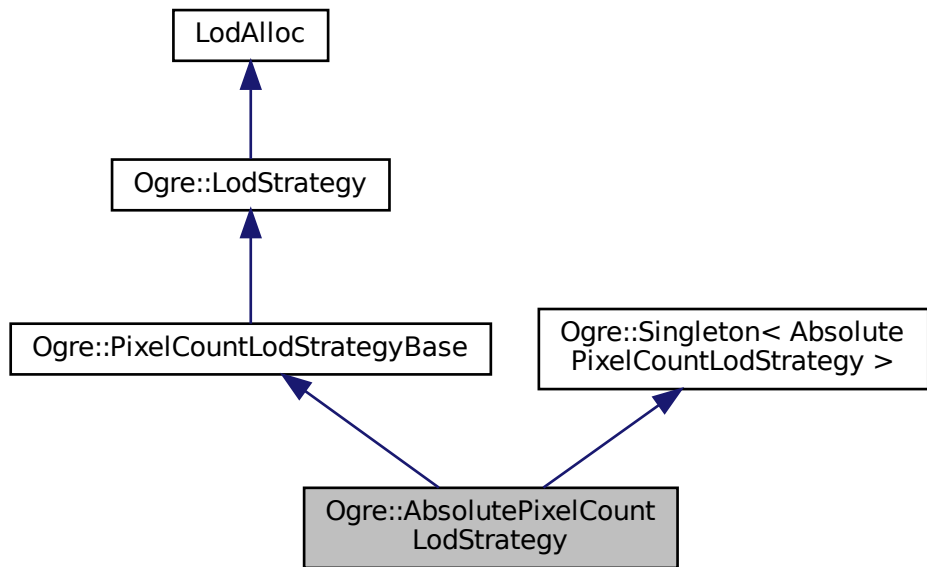 LodAlloc
Ogre::LodStrategy
Ogre::PixelCountLodStrategyBase
Ogre::Singleton< Absolute
PixelCountLodStrategy >
Ogre::AbsolutePixelCount
LodStrategy